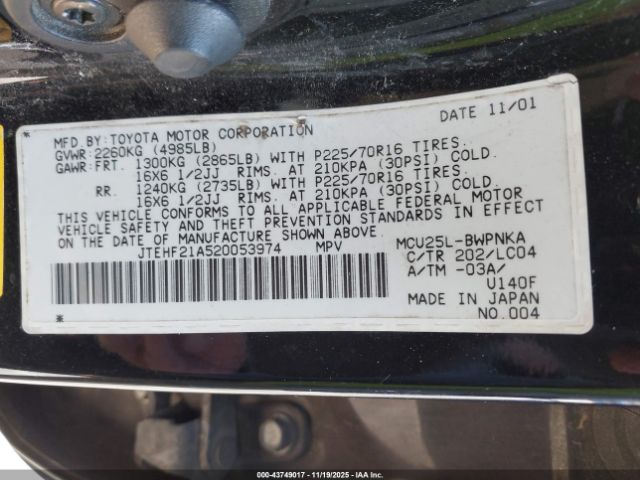 DATE 11/01
MFD.BY:TOYOTA MOTOR CORPORATION
GVWR:2260KG (4985LB)
GAWR:FRT. 1300KG (2865LB) WITH P225/70R16 TIRES.
16X6 1/2JJ RIMS. AT 210KPA (30PSI) COLD.
RR. 1240KG (2735LB) WITH P225/70R16 TIRES.
16X6 1/2JJ RIMS. AT 210KPA (30PSI) COLD.
THIS VEHICLE CONFORMS TO ALL APPLICABLE FEDERAL MOTOR
VEHICLE SAFETY AND THEFT PREVENTION STANDARDS IN EFFECT
ON THE DATE OF MANUFACTURE SHOWN ABOVE.
JTEHF21A520053974 MPV
MCU25L-BWPNKA
C/TR 202/LC04
A/TM -03A/
U140F
MADE IN JAPAN
NO.004
000-43749017 - 11/19/2025 - IAAI, Inc.